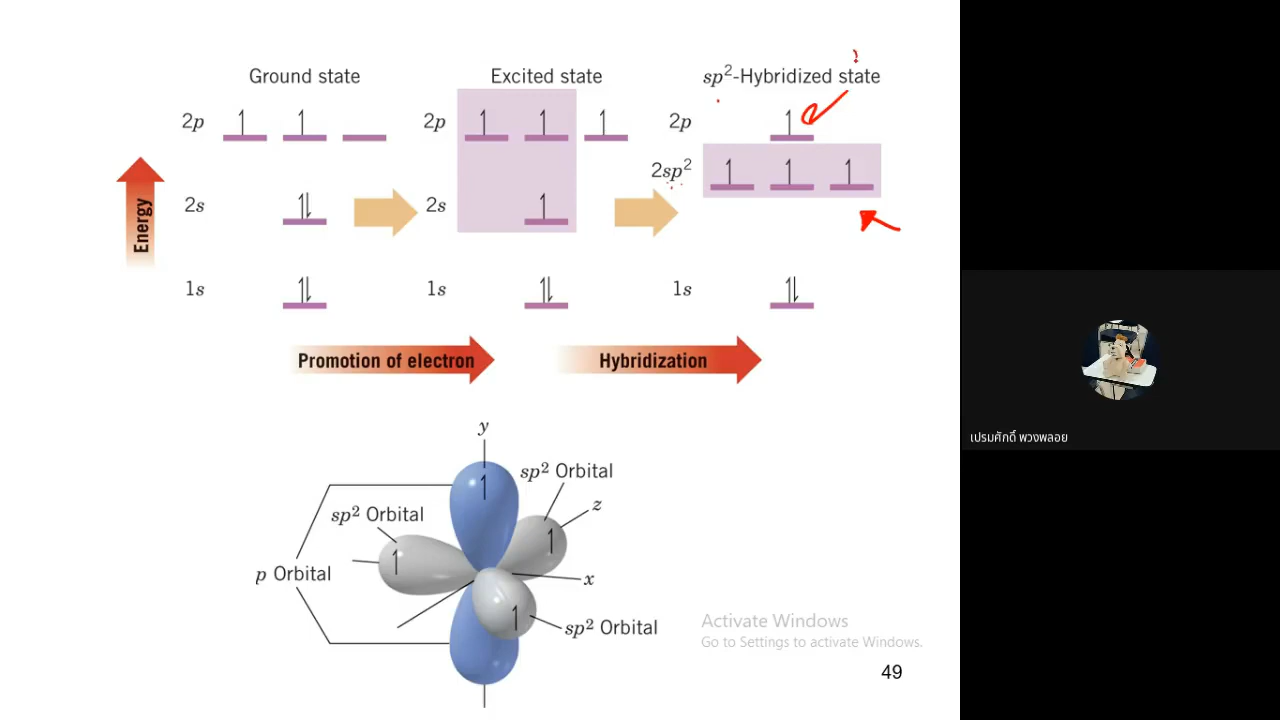 Ground state
Excited state
sp²-Hybridized state
?
2p
2p
2p
2sp²
2s
2s
1s
1s
1s
Energy
Promotion of electron
Hybridization
y
sp² Orbital
z
sp² Orbital
p Orbital
x
sp² Orbital
Activate Windows
Go to Settings to activate Windows.
49
เปรมศักดิ์ พวงพลอย